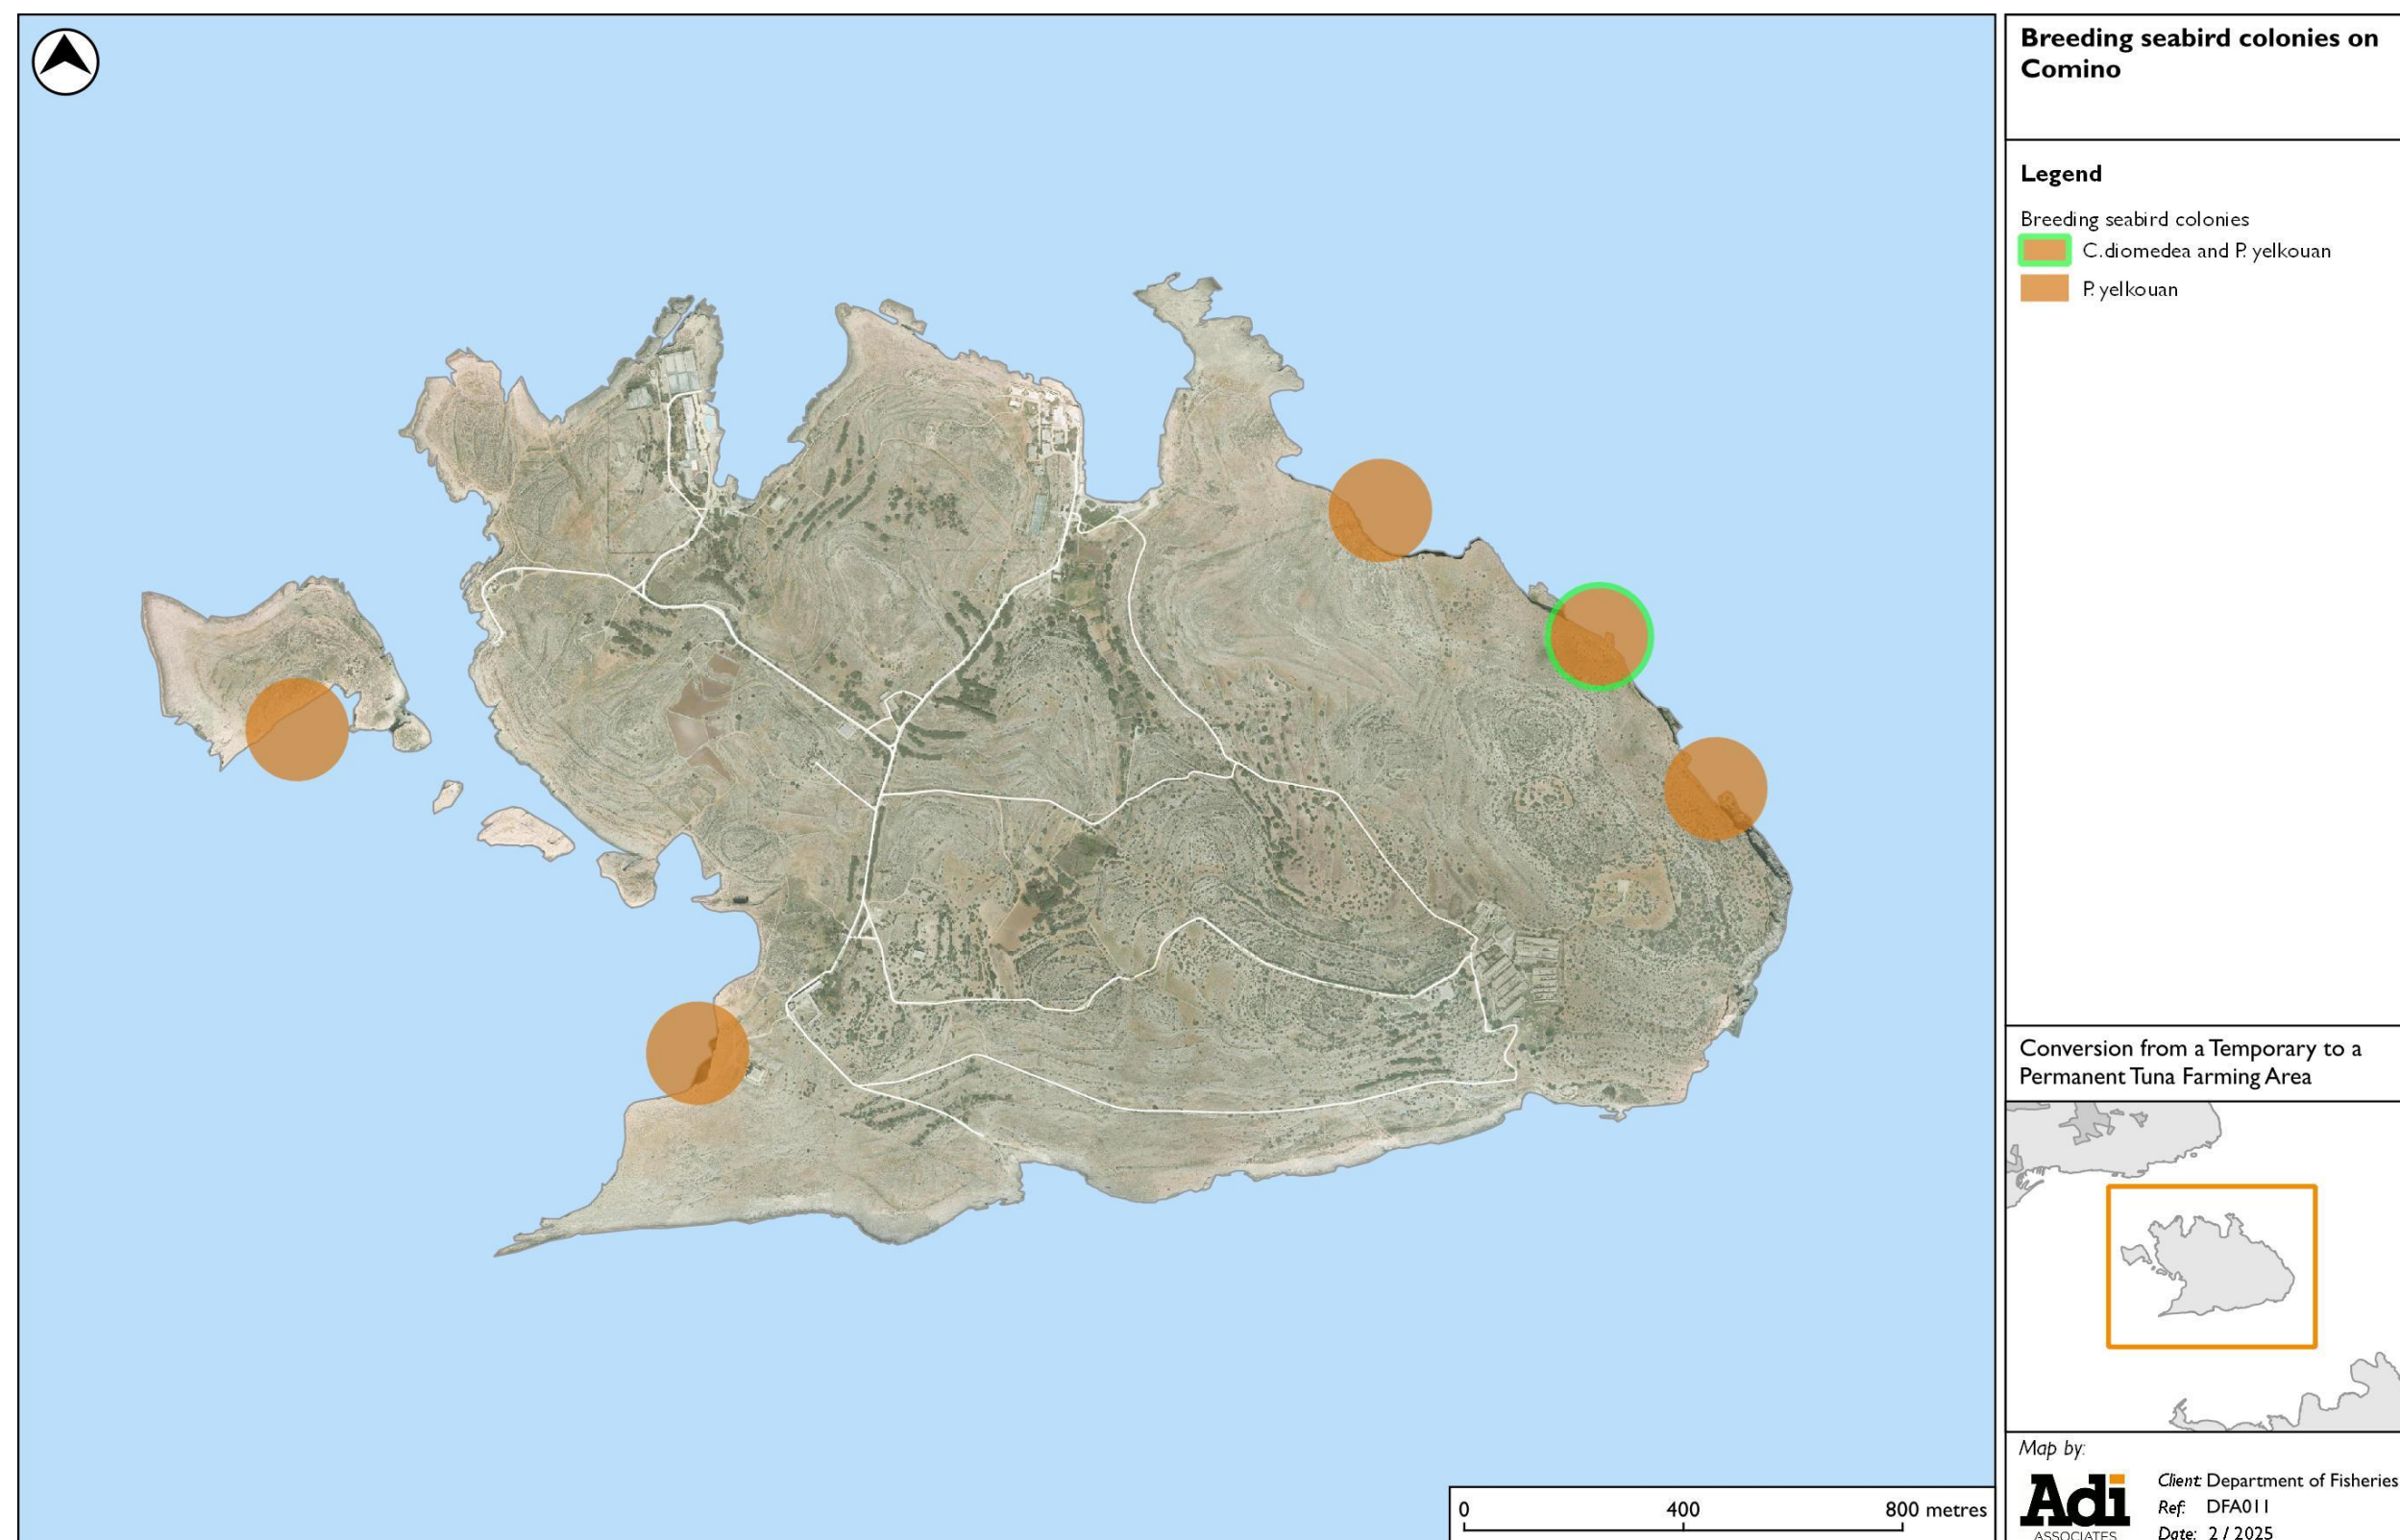 Breeding seabird colonies on
Comino
Legend
Breeding seabird colonies
C.diomedea and P. yelkouan
P. yelkouan
Conversion from a Temporary to a
Permanent Tuna Farming Area
Map by:
Adi
ASSOCIATES
Client: Department of Fisheries
Ref: DFA011
Date: 2 / 2025
0 400 800 metres